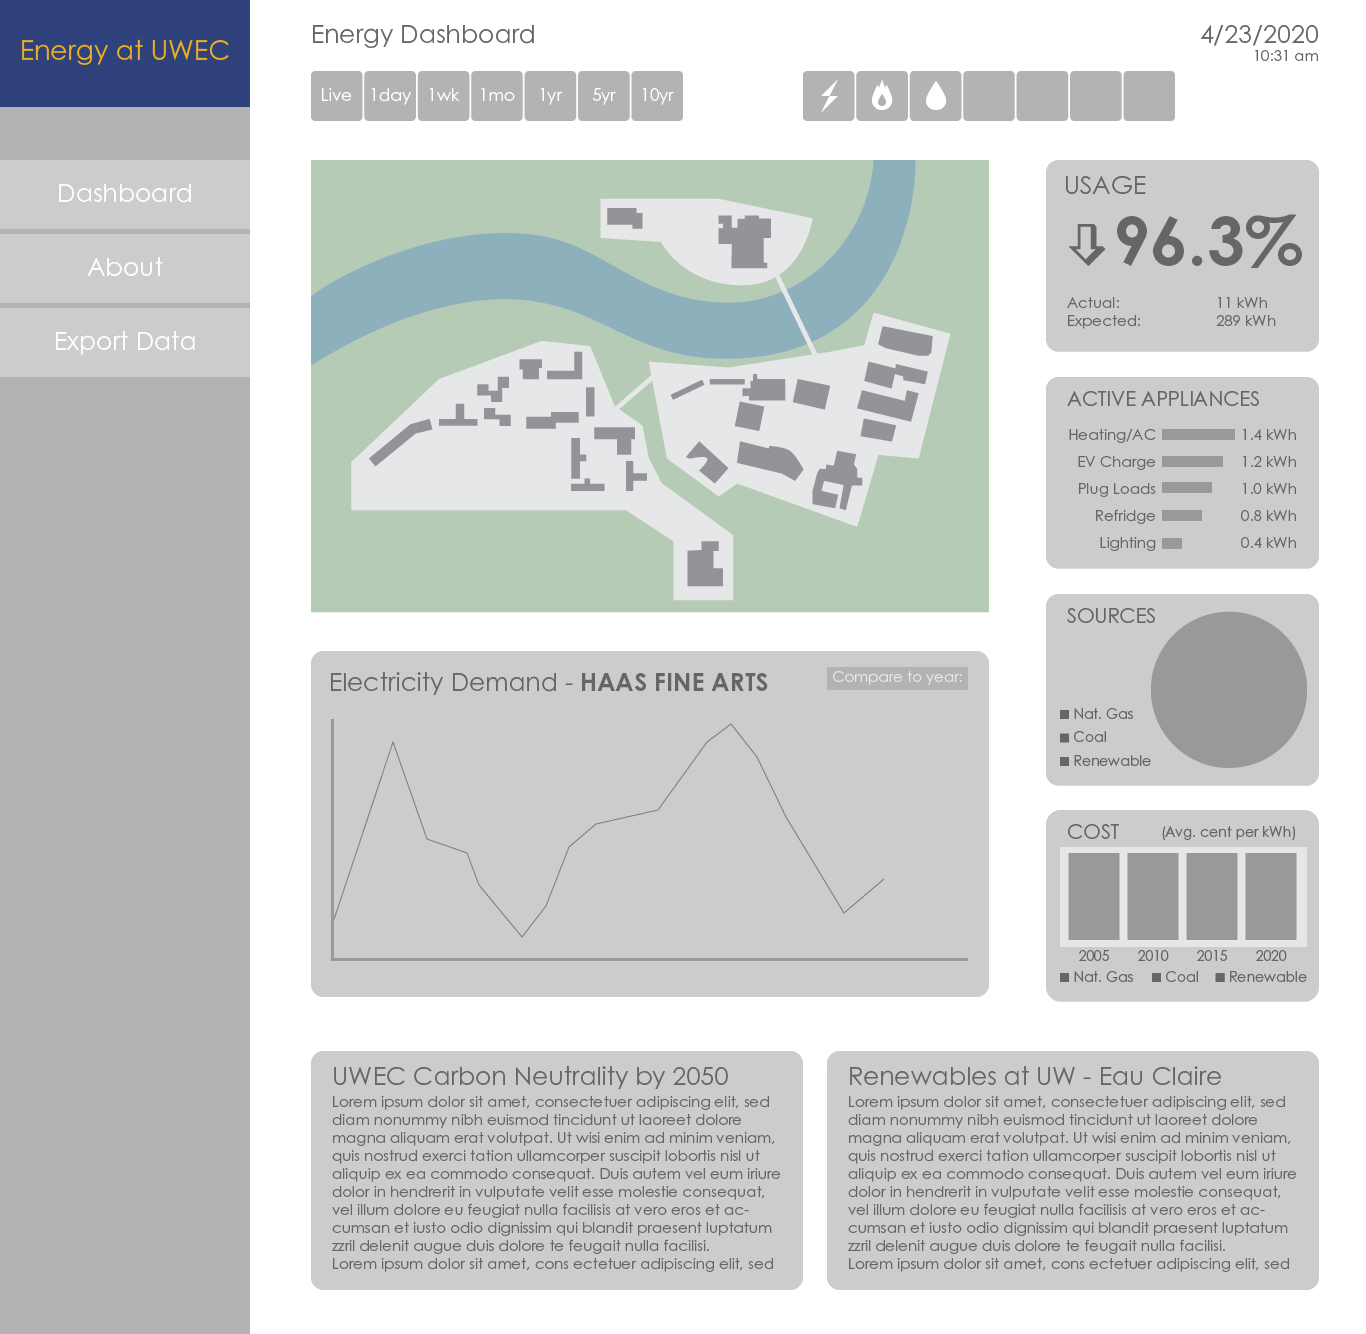 Energy at UWEC
Dashboard
About
Export Data
Energy Dashboard
4/23/2020
10:31 am
Live 1day 1wk 1mo 1yr 5yr 10yr
USAGE
96.3%
Actual: 11 kWh
Expected: 289 kWh
ACTIVE APPLIANCES
Heating/AC 1.4 kWh
EV Charge 1.2 kWh
Plug Loads 1.0 kWh
Refridge 0.8 kWh
Lighting 0.4 kWh
SOURCES
Nat. Gas
Coal
Renewable
Electricity Demand - HAAS FINE ARTS
Compare to year:
COST (Avg. cent per kWh)
2005 2010 2015 2020
Nat. Gas Coal Renewable
UWEC Carbon Neutrality by 2050
Lorem ipsum dolor sit amet, consectetuer adipiscing elit, sed
diam nonummy nibh euismod tincidunt ut laoreet dolore
magna aliquam erat volutpat. Ut wisi enim ad minim veniam,
quis nostrud exerci tation ullamcorper suscipit lobortis nisl ut
aliquip ex ea commodo consequat. Duis autem vel eum iriure
dolor in hendrerit in vulputate velit esse molestie consequat,
vel illum dolore eu feugiat nulla facilisis at vero eros et ac-
cumsan et iusto odio dignissim qui blandit praesent luptatum
zzril delenit augue duis dolore te feugait nulla facilisi.
Lorem ipsum dolor sit amet, cons ectetuer adipiscing elit, sed
Renewables at UW - Eau Claire
Lorem ipsum dolor sit amet, consectetuer adipiscing elit, sed
diam nonummy nibh euismod tincidunt ut laoreet dolore
magna aliquam erat volutpat. Ut wisi enim ad minim veniam,
quis nostrud exerci tation ullamcorper suscipit lobortis nisl ut
aliquip ex ea commodo consequat. Duis autem vel eum iriure
dolor in hendrerit in vulputate velit esse molestie consequat,
vel illum dolore eu feugiat nulla facilisis at vero eros et ac-
cumsan et iusto odio dignissim qui blandit praesent luptatum
zzril delenit augue duis dolore te feugait nulla facilisi.
Lorem ipsum dolor sit amet, cons ectetuer adipiscing elit, sed